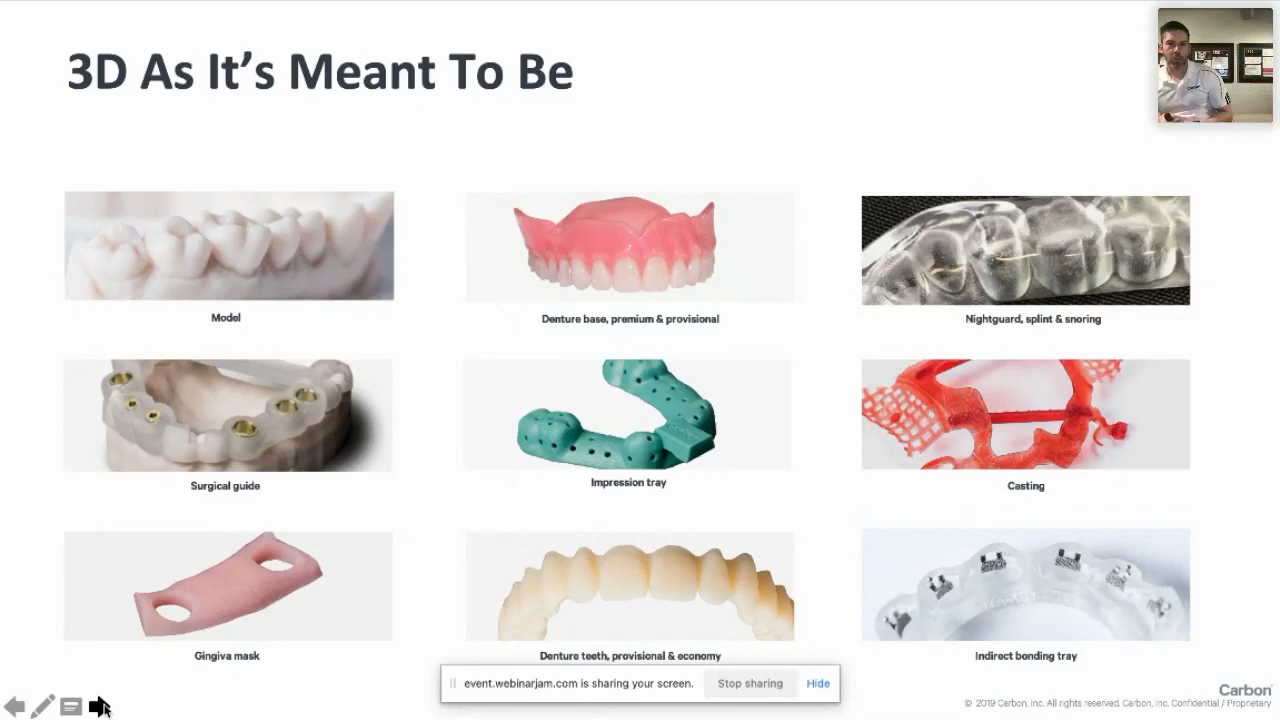 3D As It's Meant To Be
Model
Denture base, premium & provisional
Nightguard, splint & snoring
Surgical guide
Impression tray
Casting
Gingiva mask
Denture teeth, provisional & economy
Indirect bonding tray
event.webinarjam.com is sharing your screen.
Stop sharing
Hide
Carbon
© 2019 Carbon, Inc. All rights reserved. Carbon, Inc. Confidential / Proprietary